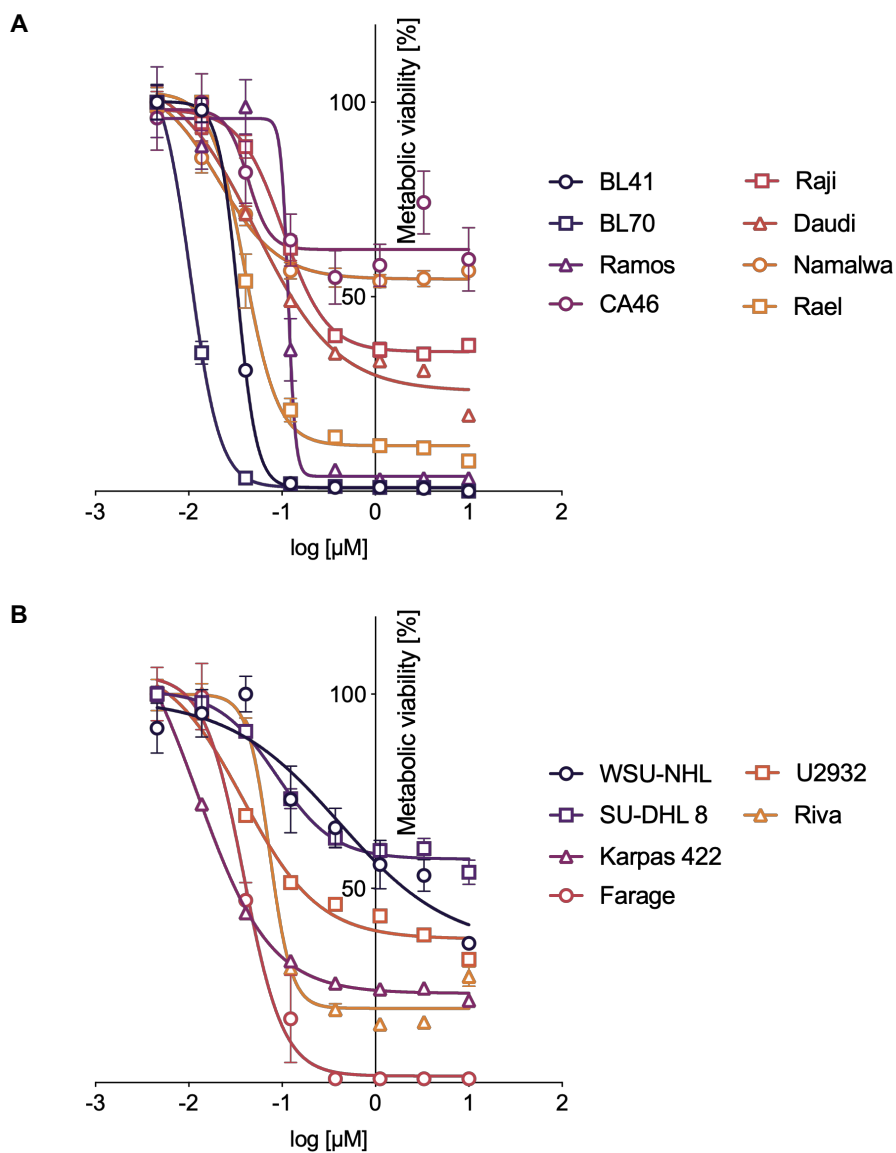 A
Metabolic viability [%]
100
50
-3 -2 -1 0 1 2
log [µM]
BL41
BL70
Ramos
CA46
Raji
Daudi
Namalwa
Rael
B
Metabolic viability [%]
100
50
-3 -2 -1 0 1 2
log [µM]
WSU-NHL
SU-DHL 8
Karpas 422
Farage
U2932
Riva